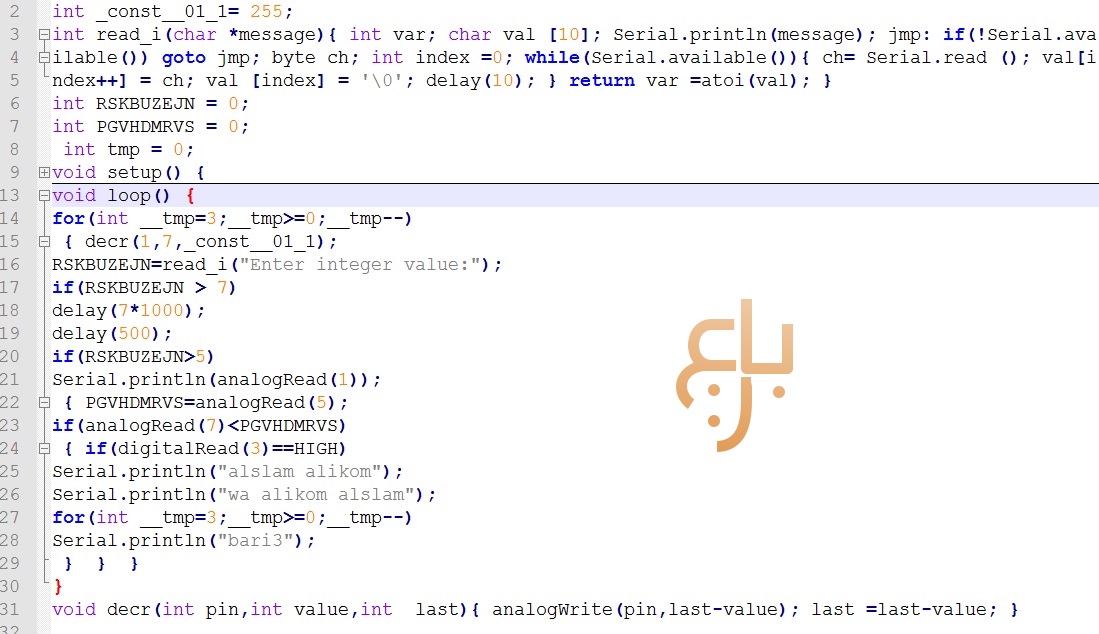 2 int _const__01_1= 255;
3 int read_i(char *message){ int var; char val [10]; Serial.println(message); jmp: if(!Serial.ava
4 ilable()) goto jmp; byte ch; int index =0; while(Serial.available()){ ch= Serial.read (); val[i
5 ndex++] = ch; val [index] = '\0'; delay(10); } return var =atoi(val); }
6 int RSKBUZEJN = 0;
7 int PGVHDMRVS = 0;
8 int tmp = 0;
9 void setup() {
13 void loop() {
14 for(int __tmp=3;__tmp>=0;__tmp--)
15 { decr(1,7,_const__01_1);
16 RSKBUZEJN=read_i("Enter integer value:");
17 if(RSKBUZEJN > 7)
18 delay(7*1000);
19 delay(500);
20 if(RSKBUZEJN>5)
21 Serial.println(analogRead(1));
22 { PGVHDMRVS=analogRead(5);
23 if(analogRead(7)<PGVHDMRVS)
24 { if(digitalRead(3)==HIGH)
25 Serial.println("alslam alikom");
26 Serial.println("wa alikom alslam");
27 for(int __tmp=3;__tmp>=0;__tmp--)
28 Serial.println("bari3");
29 } } }
30 }
31 void decr(int pin,int value,int last){ analogWrite(pin,last-value); last =last-value; }
32